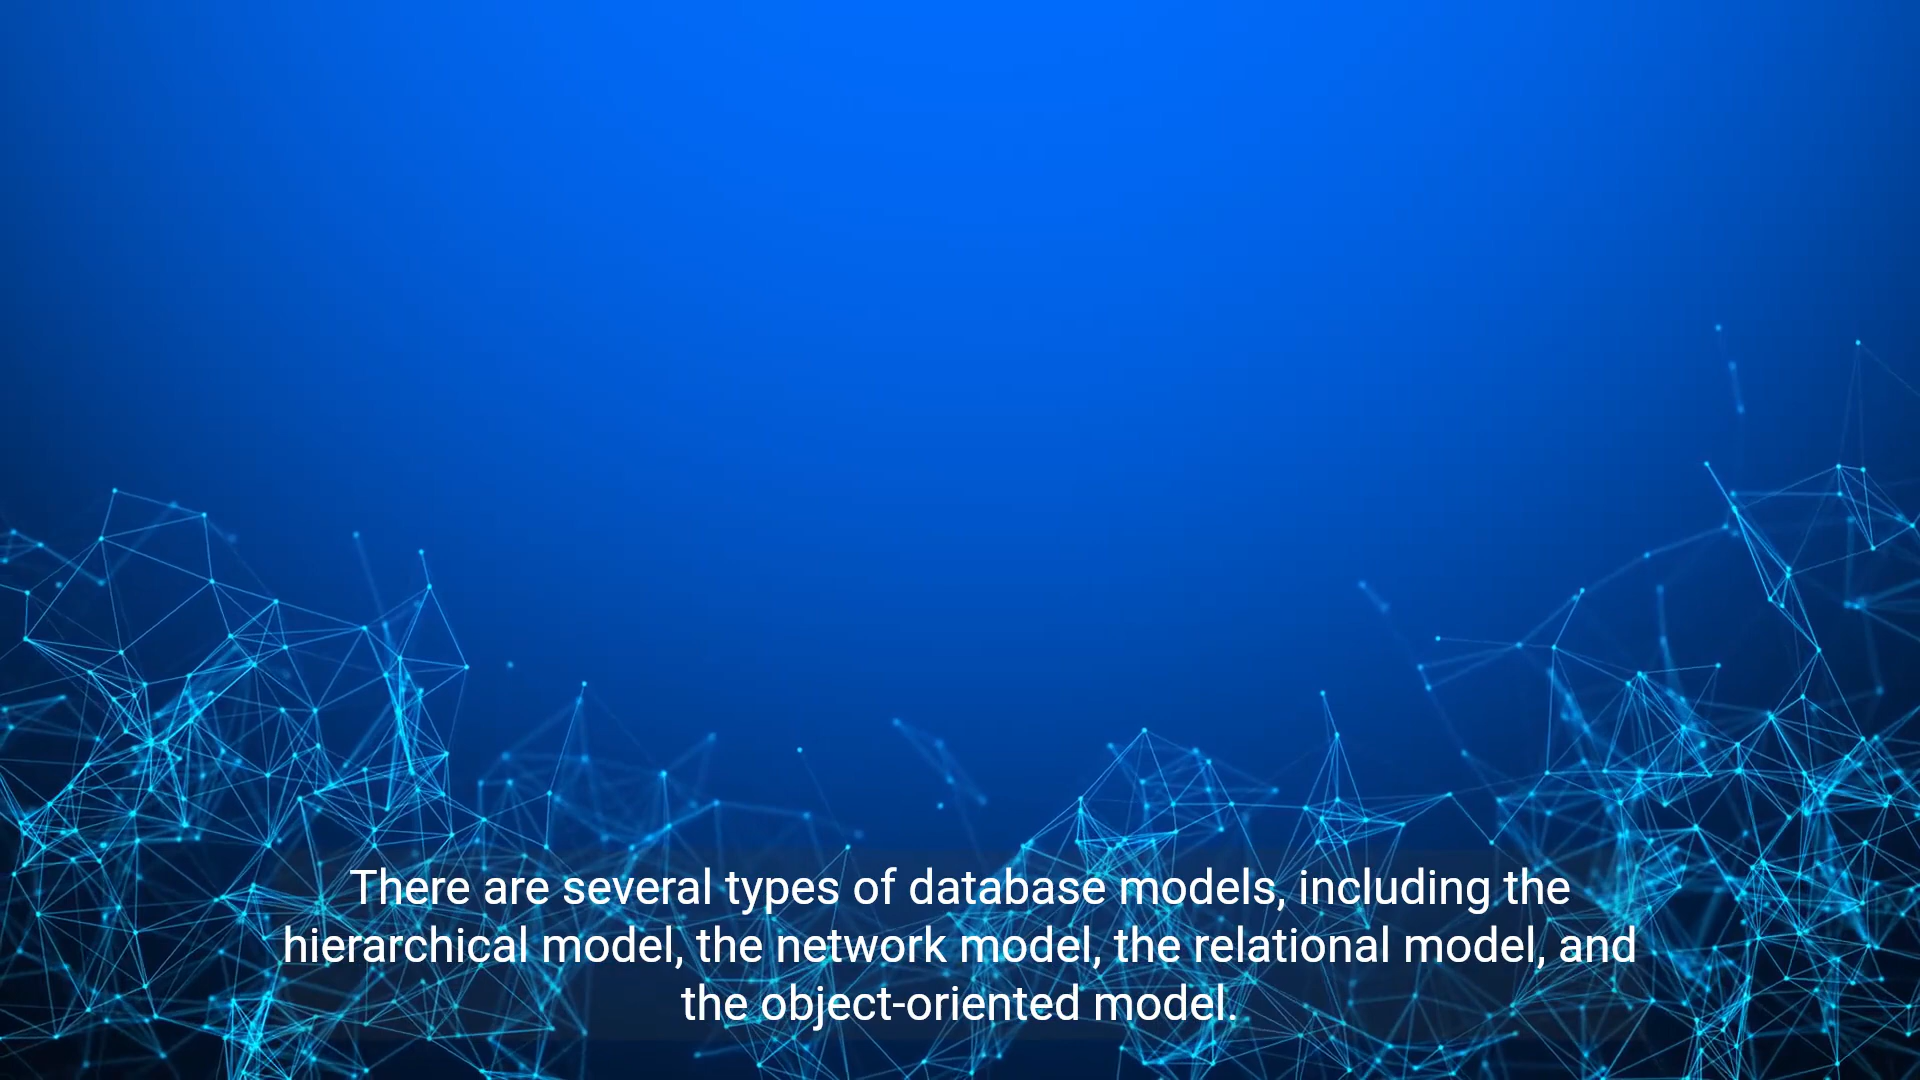 There are several types of database models, including the
hierarchical model, the network model, the relational model, and
the object-oriented model.